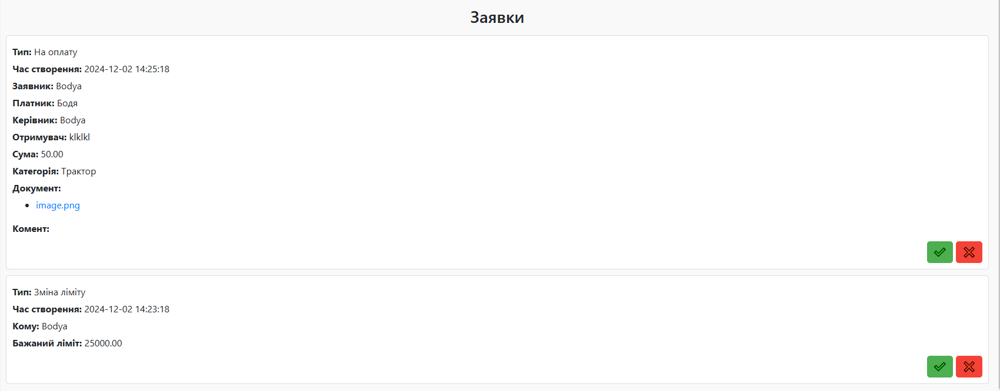 Заявки
Тип: На оплату
Час створення: 2024-12-02 14:25:18
Заявник: Bodya
Платник: Бодя
Керівник: Bodya
Отримувач: klklkl
Сума: 50.00
Категорія: Трактор
Документ:
image.png
Комент:
Тип: Зміна ліміту
Час створення: 2024-12-02 14:23:18
Кому: Bodya
Бажаний ліміт: 25000.00